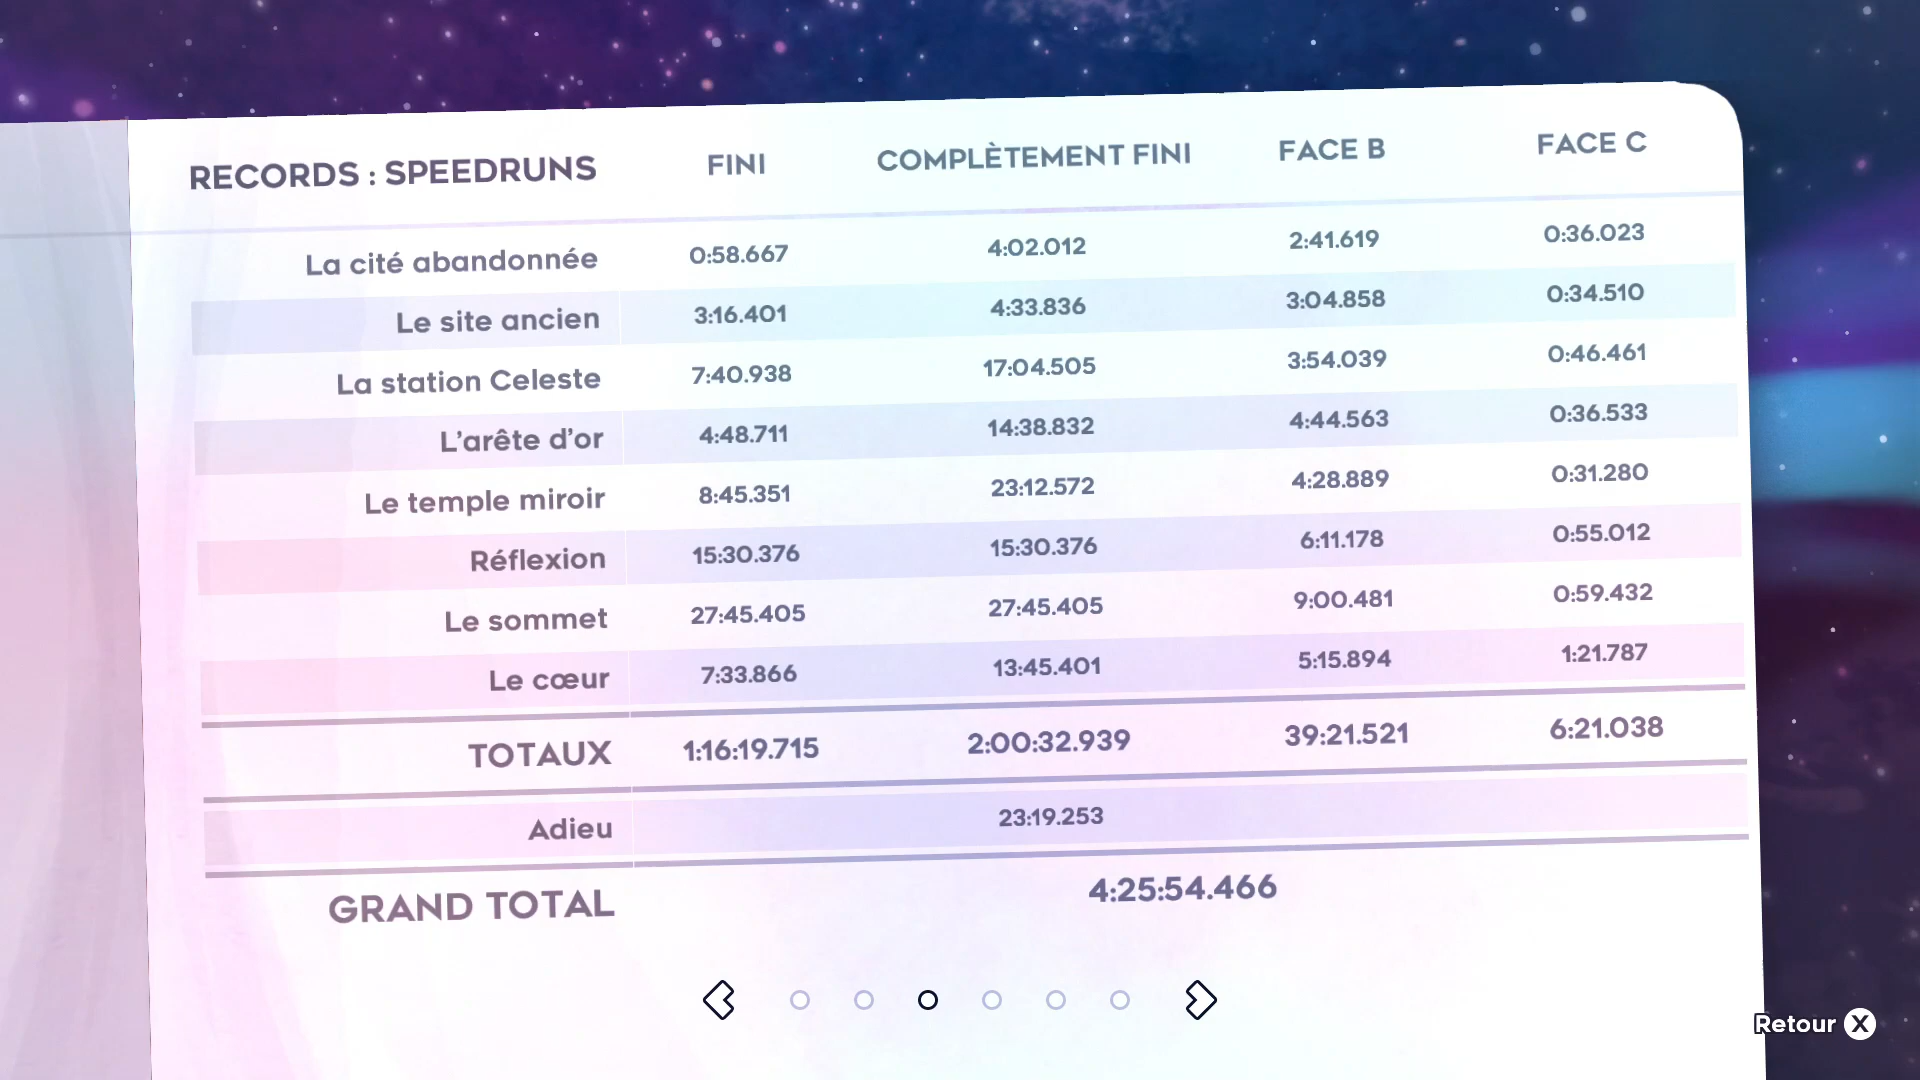 RECORDS : SPEEDRUNS FINI COMPLÈTEMENT FINI FACE B FACE C
La cité abandonnée 0:58.667 4:02.012 2:41.619 0:36.023
Le site ancien 3:16.401 4:33.836 3:04.858 0:34.510
La station Celeste 7:40.938 17:04.505 3:54.039 0:46.461
L'arête d'or 4:48.711 14:38.832 4:44.563 0:36.533
Le temple miroir 8:45.351 23:12.572 4:28.889 0:31.280
Réflexion 15:30.376 15:30.376 6:11.178 0:55.012
Le sommet 27:45.405 27:45.405 9:00.481 0:59.432
Le cœur 7:33.866 13:45.401 5:15.894 1:21.787
TOTAUX 1:16:19.715 2:00:32.939 39:21.521 6:21.038
Adieu 23:19.253
GRAND TOTAL 4:25:54.466
Retour X